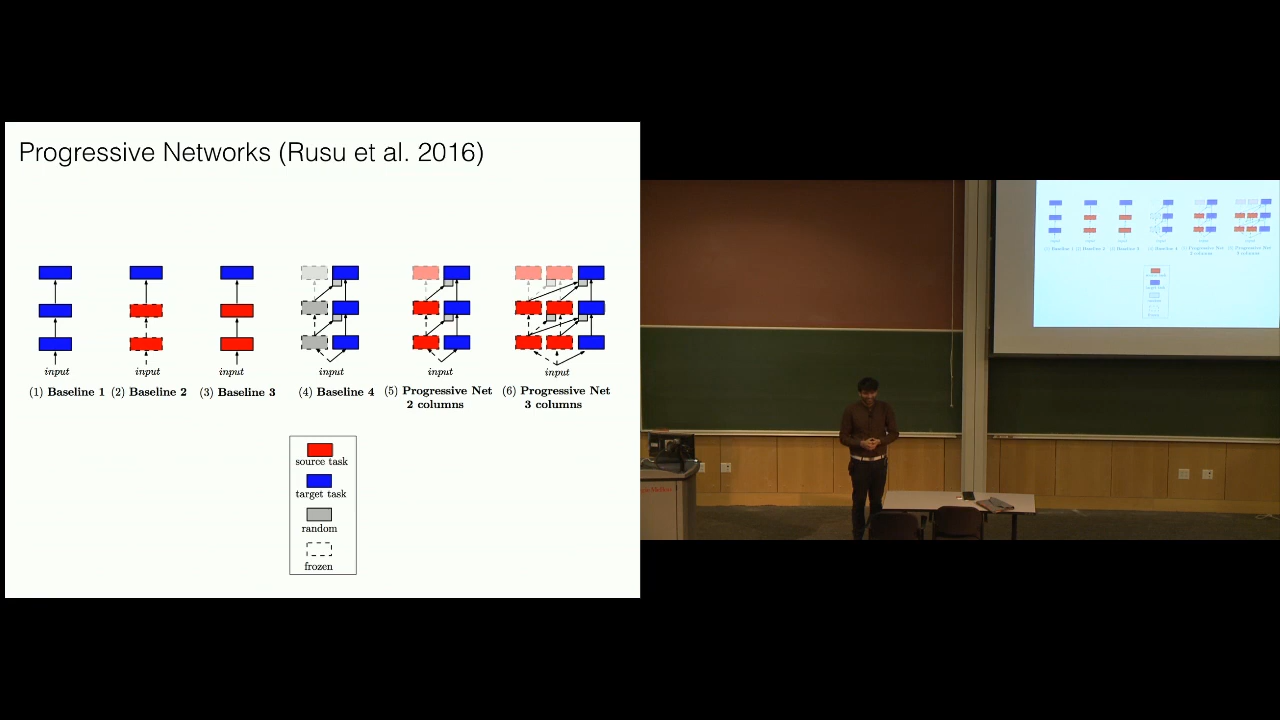 Progressive Networks (Rusu et al. 2016)
input input input input input input
(1) Baseline 1 (2) Baseline 2 (3) Baseline 3 (4) Baseline 4 (5) Progressive Net 2 columns (6) Progressive Net 3 columns
source task
target task
random
frozen